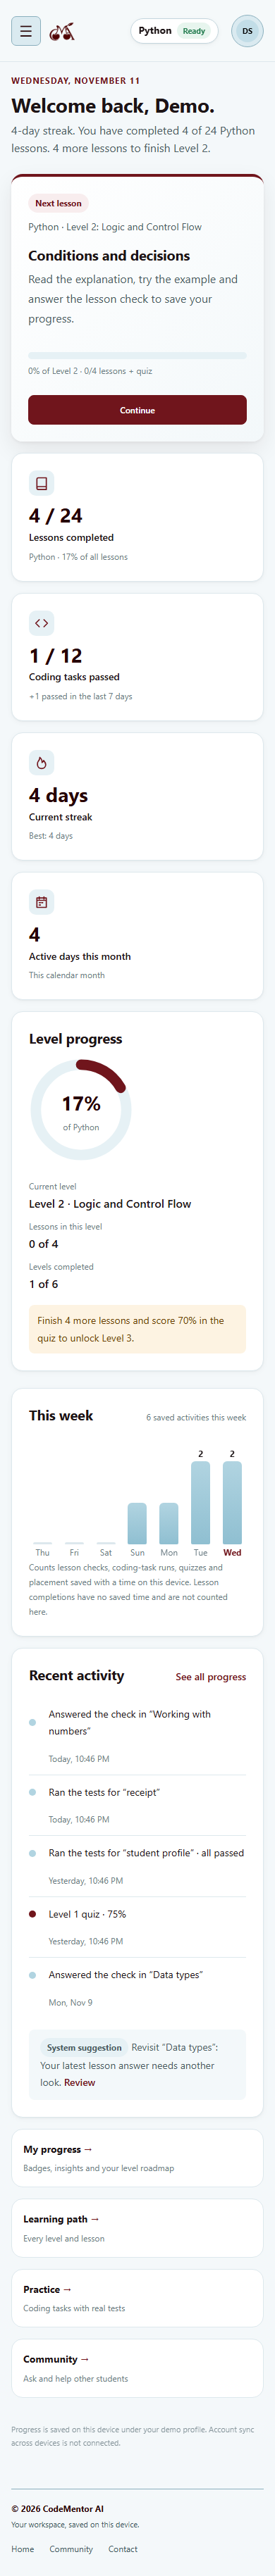 Python Ready DS
WEDNESDAY, NOVEMBER 11
Welcome back, Demo.
4-day streak. You have completed 4 of 24 Python
lessons. 4 more lessons to finish Level 2.
Next lesson
Python · Level 2: Logic and Control Flow
Conditions and decisions
Read the explanation, try the example and
answer the lesson check to save your
progress.
0% of Level 2 · 0/4 lessons + quiz
Continue
4 / 24
Lessons completed
Python · 17% of all lessons
1 / 12
Coding tasks passed
+1 passed in the last 7 days
4 days
Current streak
Best: 4 days
4
Active days this month
This calendar month
Level progress
17%
of Python
Current level
Level 2 · Logic and Control Flow
Lessons in this level
0 of 4
Levels completed
1 of 6
Finish 4 more lessons and score 70% in the
quiz to unlock Level 3.
This week 6 saved activities this week
2 2
Thu Fri Sat Sun Mon Tue Wed
Counts lesson checks, coding-task runs, quizzes and
placement saved with a time on this device. Lesson
completions have no saved time and are not counted
here.
Recent activity See all progress
Answered the check in “Working with
numbers”
Today, 10:46 PM
Ran the tests for “receipt”
Today, 10:46 PM
Ran the tests for “student profile” · all passed
Yesterday, 10:46 PM
Level 1 quiz · 75%
Yesterday, 10:46 PM
Answered the check in “Data types”
Mon, Nov 9
System suggestion Revisit “Data types”:
Your latest lesson answer needs another
look. Review
My progress →
Badges, insights and your level roadmap
Learning path →
Every level and lesson
Practice →
Coding tasks with real tests
Community →
Ask and help other students
Progress is saved on this device under your demo profile. Account sync
across devices is not connected.
© 2026 CodeMentor AI
Your workspace, saved on this device.
Home Community Contact